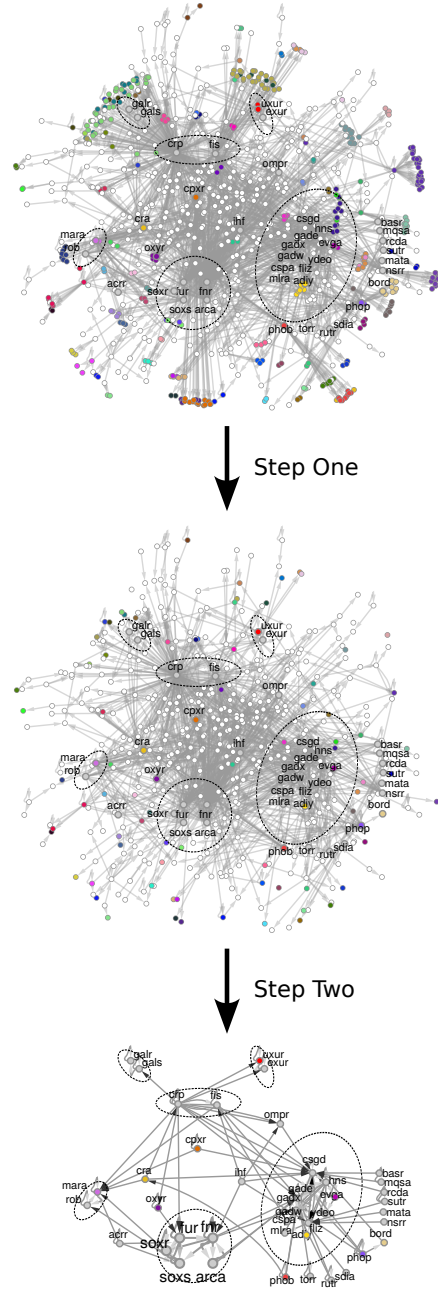 galr
gals
uxur
exur
crp fis
ompr
cpxr
cra
ihf
csgd
hns
gade
gadx evga
gadw ydeo
cspa fliz
mlra adiy
basr
mqsa
rcda
sutr
mata
nsrr
bord
mara
rob
oxyr
acrr
soxr fur fnr
soxs arca
phop
phob torr sdia
rutr
Step One
galr
gals
uxur
exur
crp fis
ompr
cpxr
cra
ihf
csgd
hns
gade
gadx evga
gadw ydeo
cspa fliz
mlra adiy
basr
mqsa
rcda
sutr
mata
nsrr
bord
mara
rob
oxyr
acrr
soxr fur fnr
soxs arca
phop
phob torr sdia
rutr
Step Two
galr
gals
uxur
exur
crp fis
ompr
cpxr
cra
ihf
csgd
hns
gade
gadx evga
gadw ydeo
cspa fliz
mlra
basr
mqsa
rcda
sutr
mata
nsrr
bord
mara
rob
oxyr
acrr
soxr fur fnr
soxs arca
phop
phob torr sdia
rutr